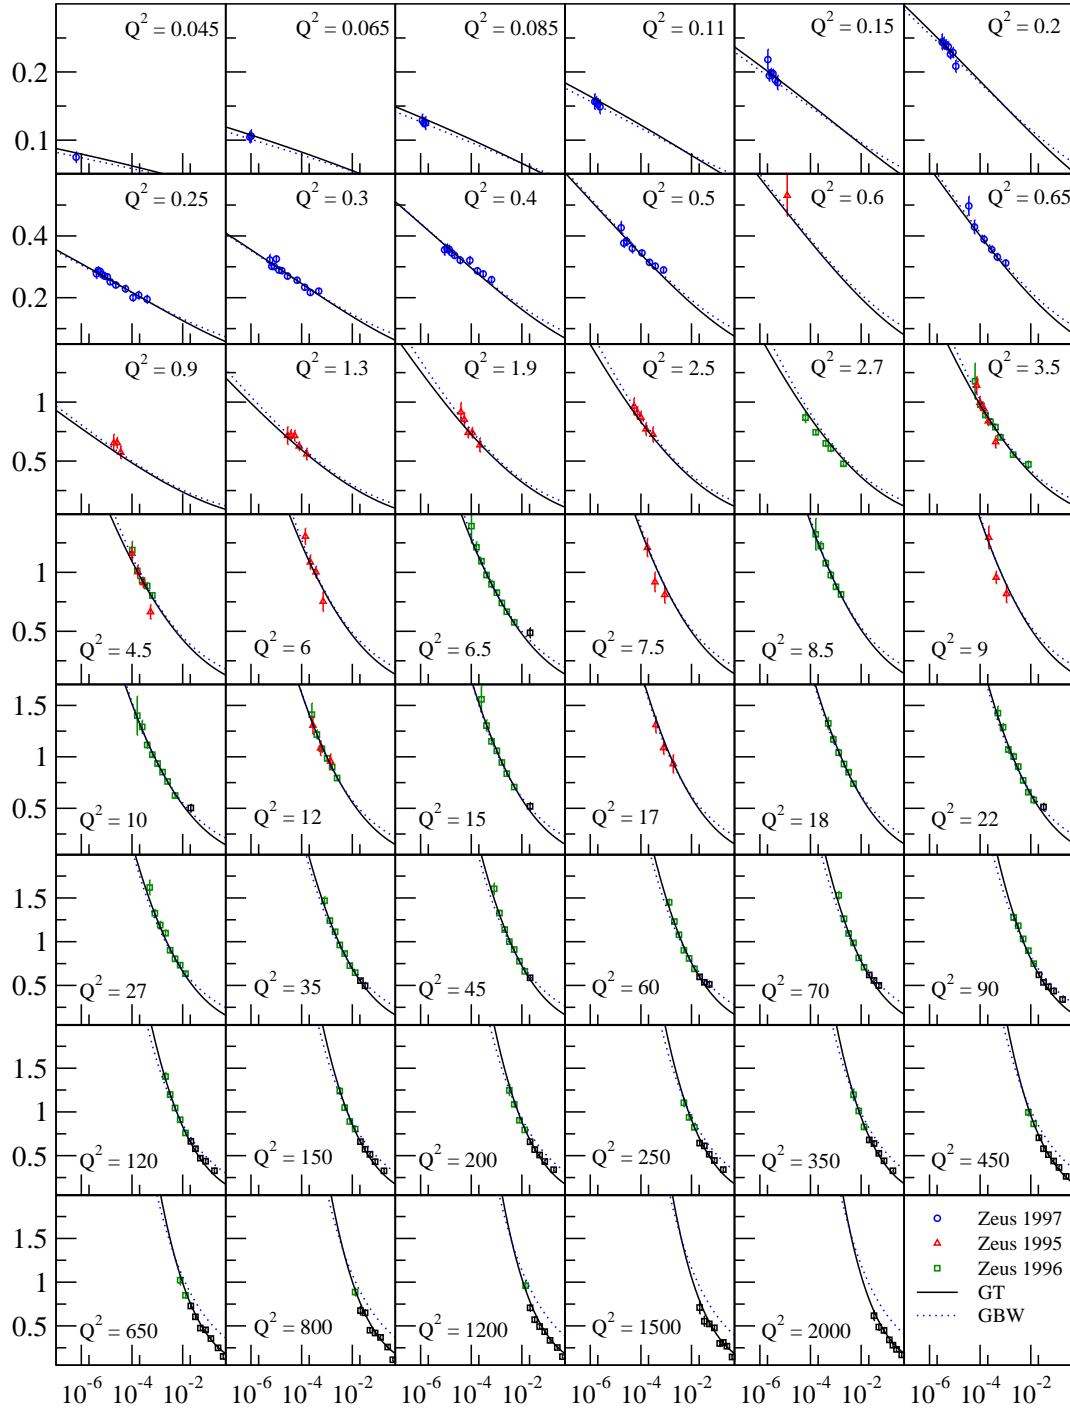 Q² = 0.045 Q² = 0.065 Q² = 0.085 Q² = 0.11 Q² = 0.15 Q² = 0.2
0.2
0.1
Q² = 0.25 Q² = 0.3 Q² = 0.4 Q² = 0.5 Q² = 0.6 Q² = 0.65
0.4
0.2
Q² = 0.9 Q² = 1.3 Q² = 1.9 Q² = 2.5 Q² = 2.7 Q² = 3.5
1
0.5
1
0.5
Q² = 4.5 Q² = 6 Q² = 6.5 Q² = 7.5 Q² = 8.5 Q² = 9
1.5
1
0.5
Q² = 10 Q² = 12 Q² = 15 Q² = 17 Q² = 18 Q² = 22
1.5
1
0.5
Q² = 27 Q² = 35 Q² = 45 Q² = 60 Q² = 70 Q² = 90
1.5
1
0.5
Q² = 120 Q² = 150 Q² = 200 Q² = 250 Q² = 350 Q² = 450
1.5
1
0.5
Q² = 650 Q² = 800 Q² = 1200 Q² = 1500 Q² = 2000
Zeus 1997
Zeus 1995
Zeus 1996
GT
GBW
10⁻⁶ 10⁻⁴ 10⁻² 10⁻⁶ 10⁻⁴ 10⁻² 10⁻⁶ 10⁻⁴ 10⁻² 10⁻⁶ 10⁻⁴ 10⁻² 10⁻⁶ 10⁻⁴ 10⁻² 10⁻⁶ 10⁻⁴ 10⁻²